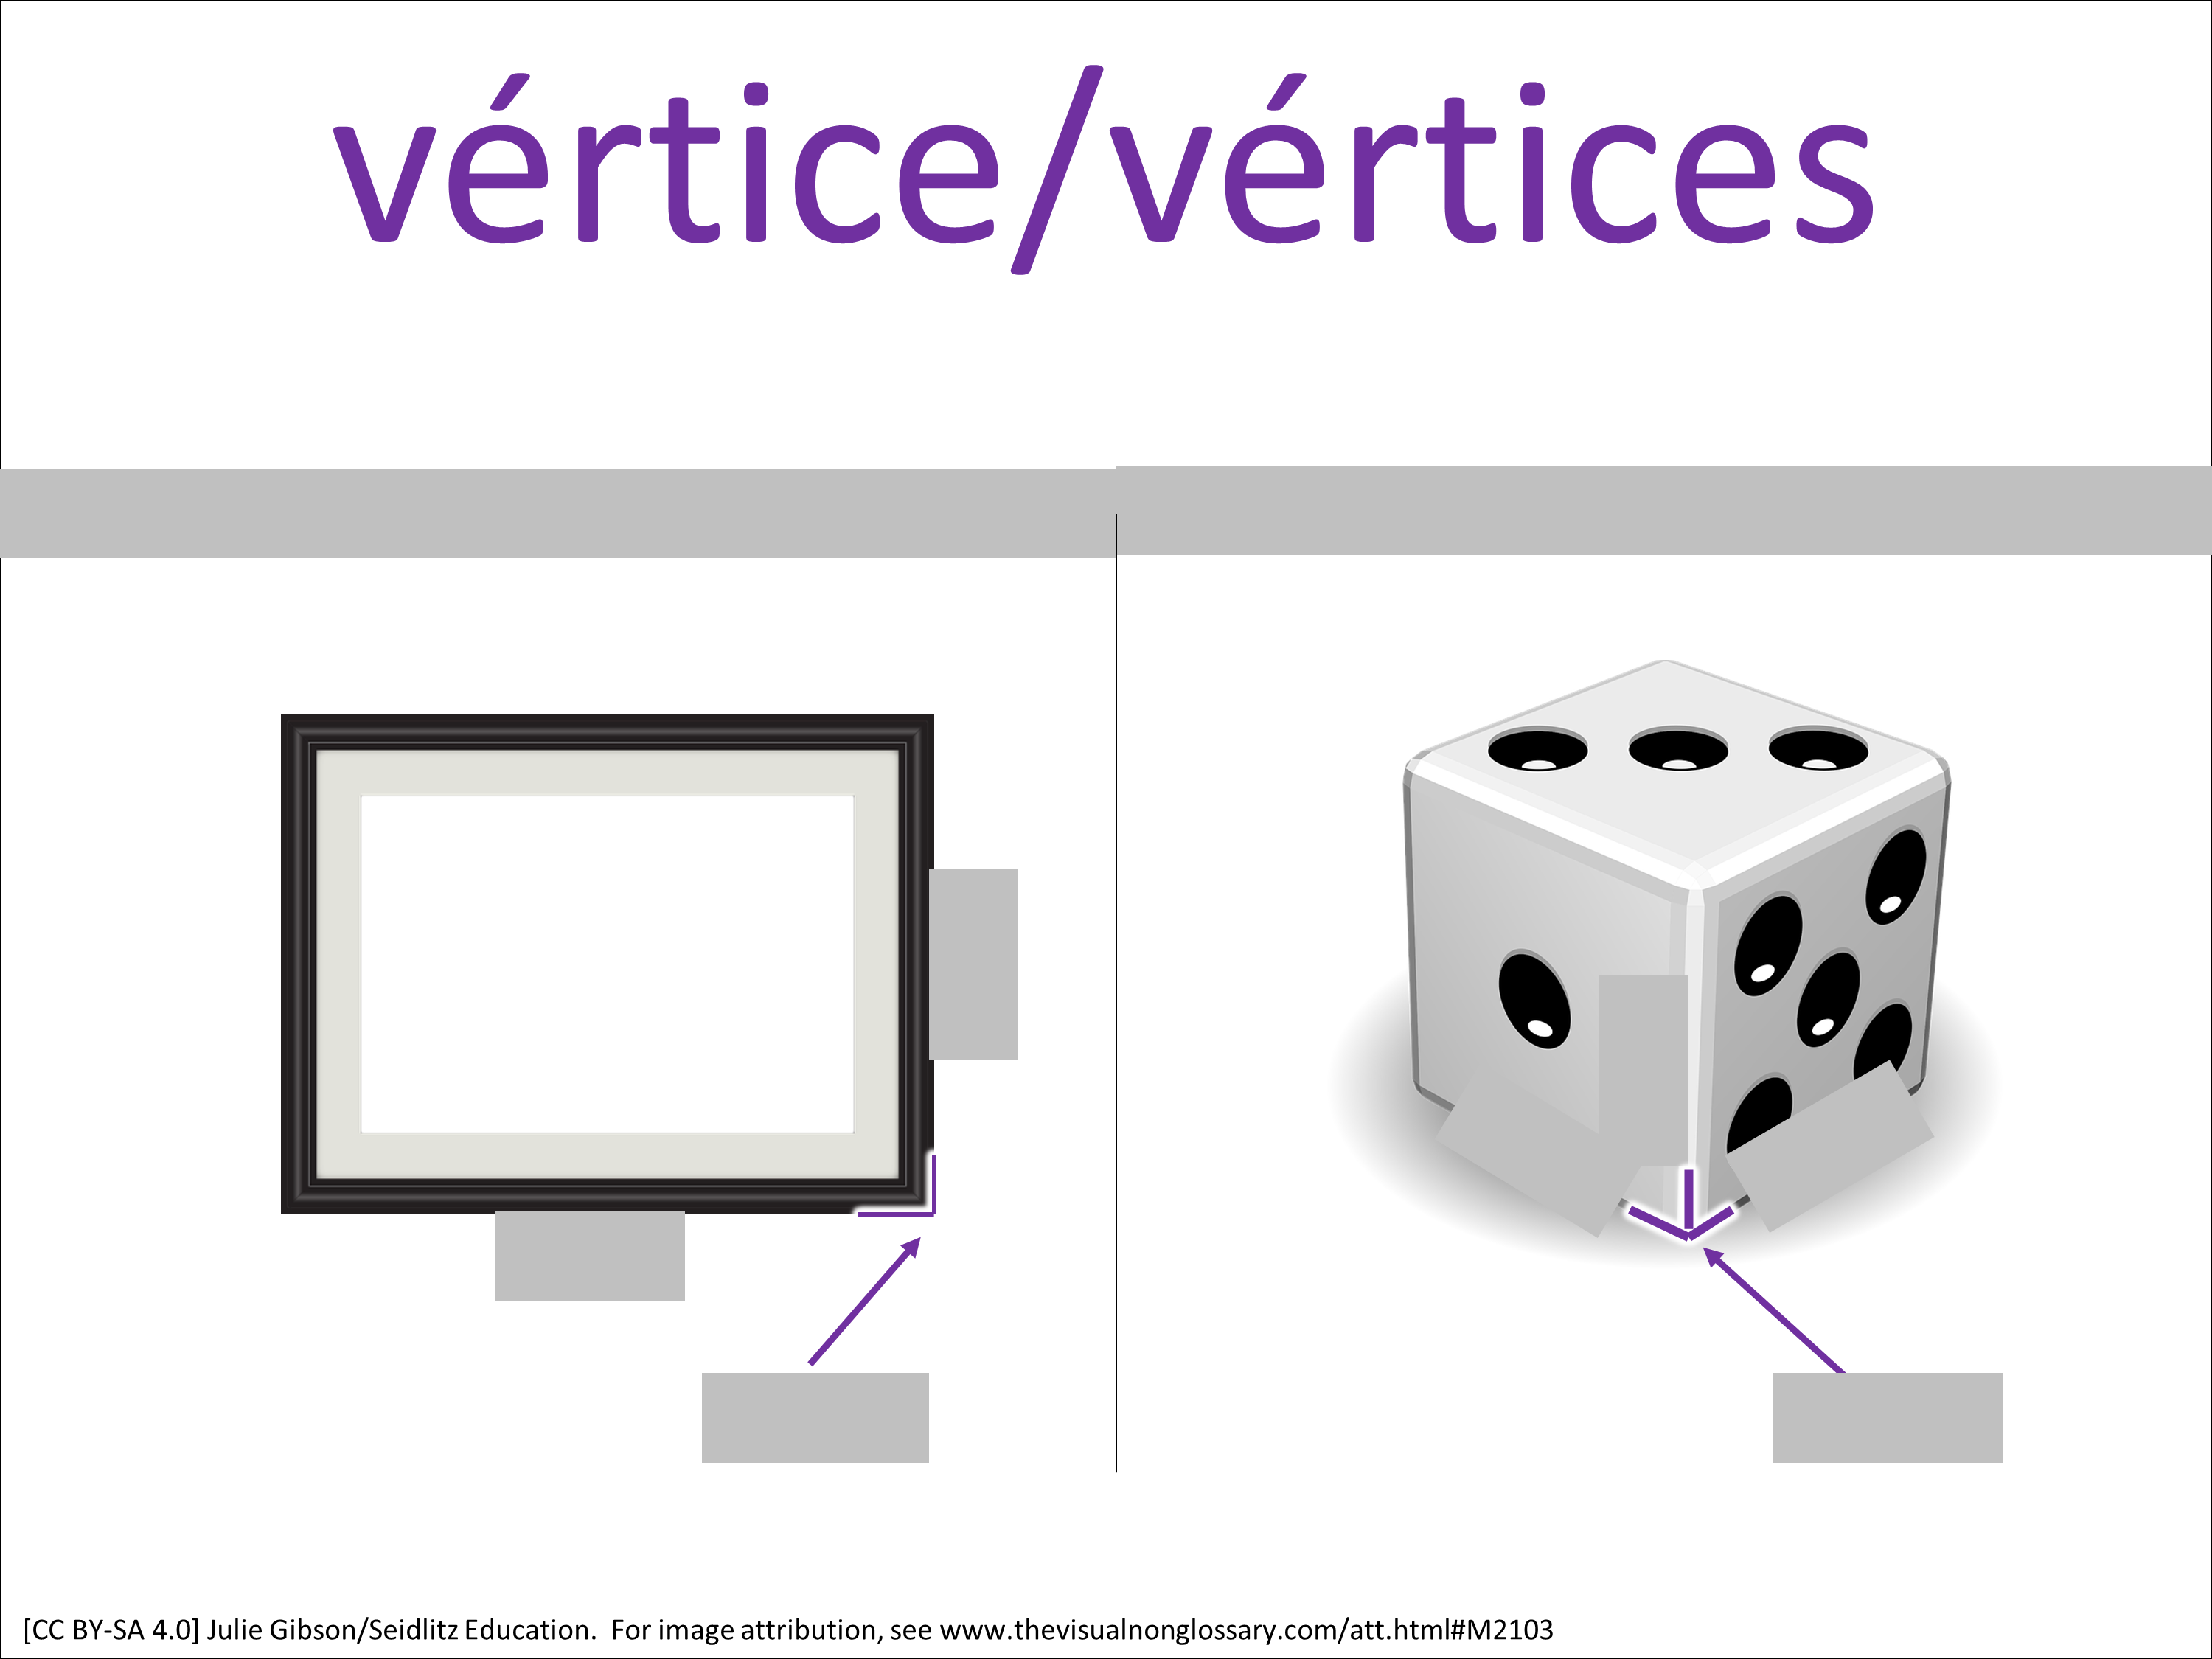 vértice/vértices
[CC BY-SA 4.0] Julie Gibson/Seidlitz Education.  For image attribution, see www.thevisualnonglossary.com/att.html#M2103